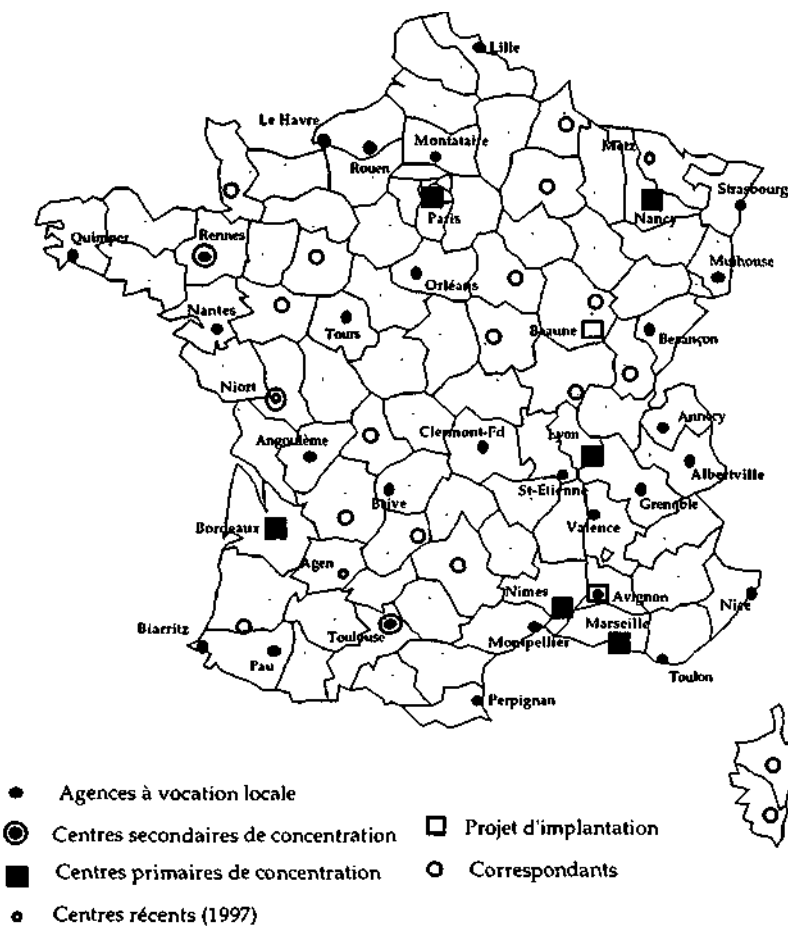 Lille
Le Havre
Rouen
Montataire
Metz
Strasbourg
Paris
Nancy
Quimper
Rennes
Mulhouse
Orléans
Nantes
Tours
Beaune
Besançon
Niort
Angoulème
Clermont-Fd
Lyon
Annecy
Albertville
St-Étienne
Grenoble
Brive
Valence
Bordeaux
Agen
Nimes
Avignon
Nice
Biarritz
Toulouse
Montpellier
Marseille
Pau
Toulon
Perpignan
Agences à vocation locale
Centres secondaires de concentration
Projet d'implantation
Centres primaires de concentration
Correspondants
Centres récents (1997)